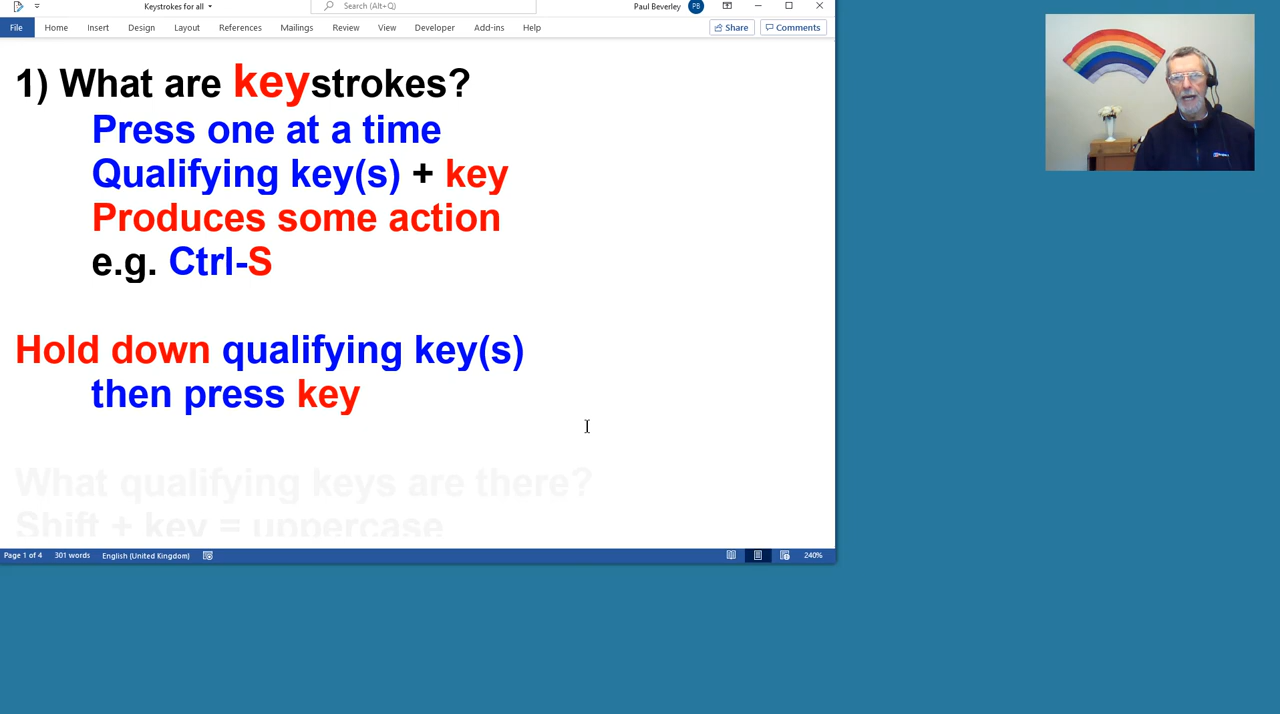 Keystrokes for all
Search (Alt+Q)
Paul Beverley
PB
File
Home
Insert
Design
Layout
References
Mailings
Review
View
Developer
Add-ins
Help
Share
Comments
1) What are keystrokes?
Press one at a time
Qualifying key(s) + key
Produces some action
e.g. Ctrl-S
Hold down qualifying key(s)
then press key
What qualifying keys are there?
Shift + key = uppercase
Page 1 of 4
301 words
English (United Kingdom)
240%